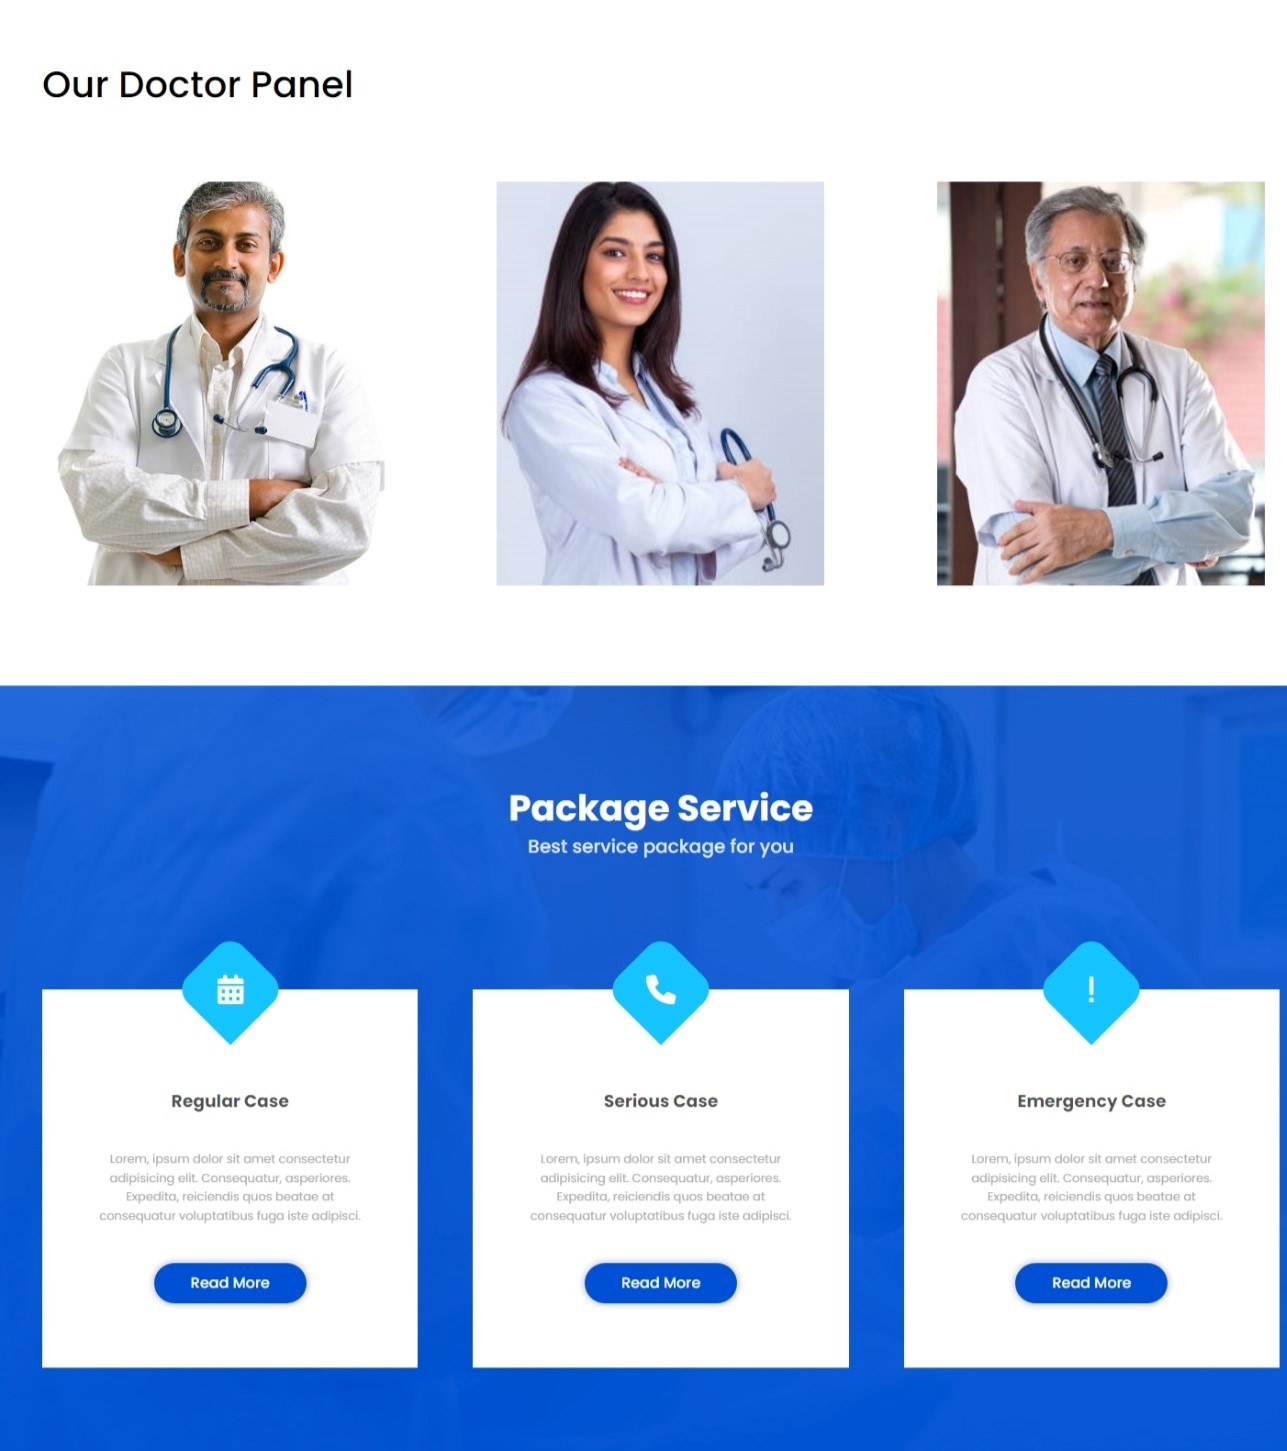 Our Doctor Panel
Package Service
Best service package for you
Regular Case
Lorem, ipsum dolor sit amet consectetur
adipisicing elit. Consequatur, asperiores.
Expedita, reiciendis quos beatae at
consequatur voluptatibus fuga iste adipisci.
Read More
Serious Case
Lorem, ipsum dolor sit amet consectetur
adipisicing elit. Consequatur, asperiores.
Expedita, reiciendis quos beatae at
consequatur voluptatibus fuga iste adipisci.
Read More
Emergency Case
Lorem, ipsum dolor sit amet consectetur
adipisicing elit. Consequatur, asperiores.
Expedita, reiciendis quos beatae at
consequatur voluptatibus fuga iste adipisci.
Read More